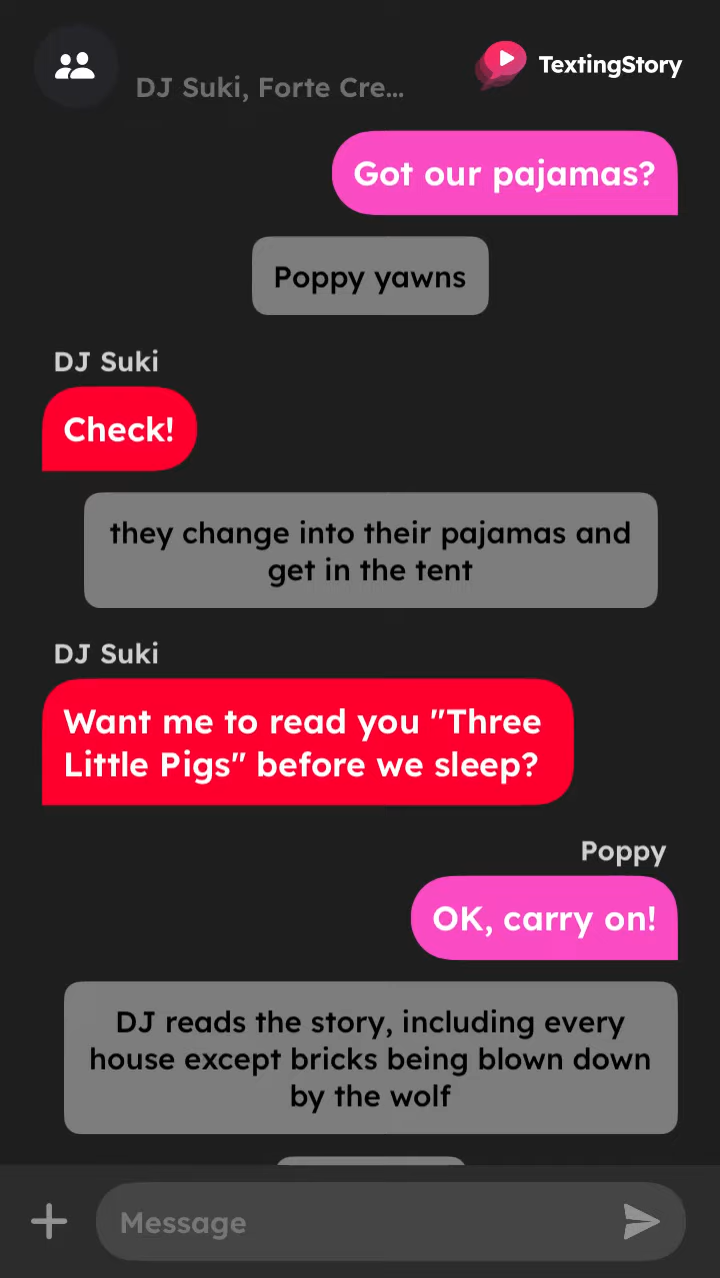 DJ Suki, Forte Cre...
TextingStory
Got our pajamas?
Poppy yawns
DJ Suki
Check!
they change into their pajamas and
get in the tent
DJ Suki
Want me to read you "Three
Little Pigs" before we sleep?
Poppy
OK, carry on!
DJ reads the story, including every
house except bricks being blown down
by the wolf
Message